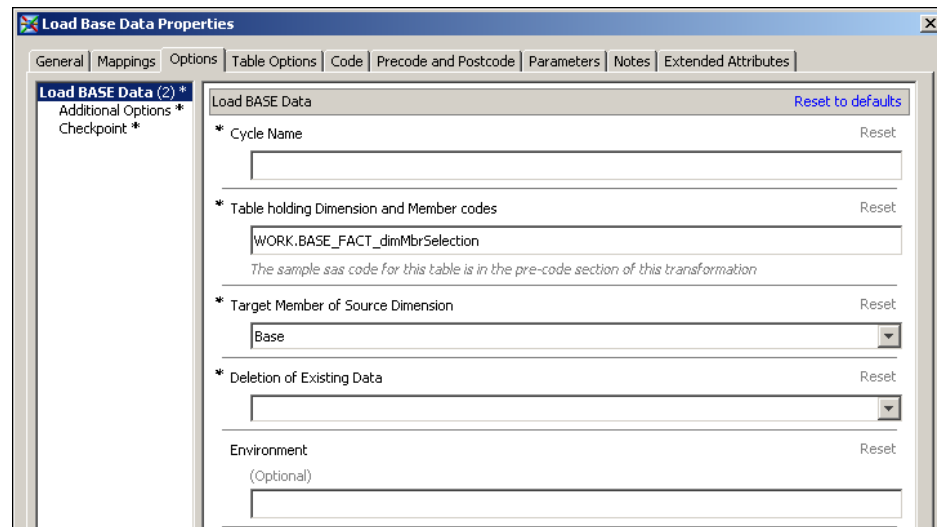 Load Base Data Properties
General Mappings Options Table Options Code Precode and Postcode Parameters Notes Extended Attributes
Load BASE Data (2) *
Additional Options *
Checkpoint *
Load BASE Data Reset to defaults
* Cycle Name Reset
* Table holding Dimension and Member codes Reset
WORK.BASE_FACT_dimMbrSelection
The sample sas code for this table is in the pre-code section of this transformation
* Target Member of Source Dimension Reset
Base
* Deletion of Existing Data Reset
Environment Reset
(Optional)